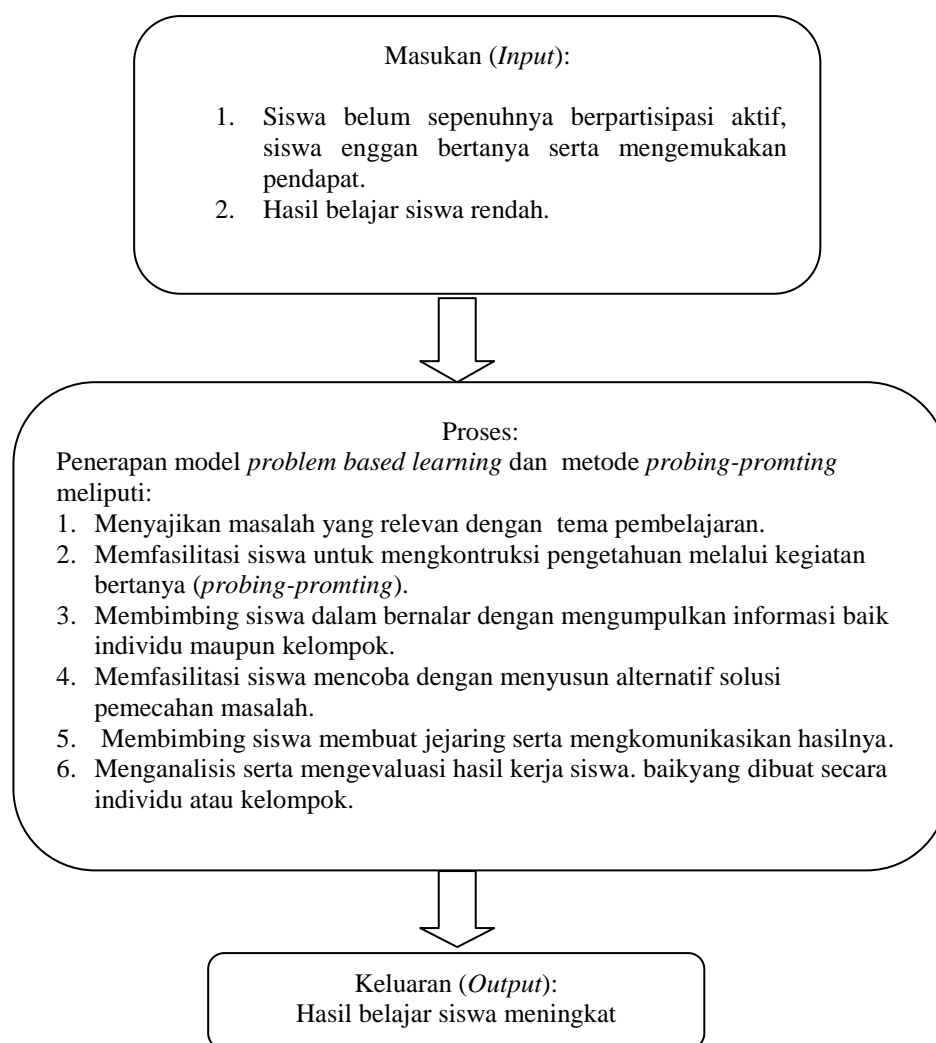 Masukan (Input):
1. Siswa belum sepenuhnya berpartisipasi aktif,
siswa enggan bertanya serta mengemukakan
pendapat.
2. Hasil belajar siswa rendah.
Proses:
Penerapan model problem based learning dan metode probing-promting
meliputi:
1. Menyajikan masalah yang relevan dengan tema pembelajaran.
2. Memfasilitasi siswa untuk mengkontruksi pengetahuan melalui kegiatan
bertanya (probing-promting).
3. Membimbing siswa dalam bernalar dengan mengumpulkan informasi baik
individu maupun kelompok.
4. Memfasilitasi siswa mencoba dengan menyusun alternatif solusi
pemecahan masalah.
5. Membimbing siswa membuat jejaring serta mengkomunikasikan hasilnya.
6. Menganalisis serta mengevaluasi hasil kerja siswa. baikyang dibuat secara
individu atau kelompok.
Keluaran (Output):
Hasil belajar siswa meningkat